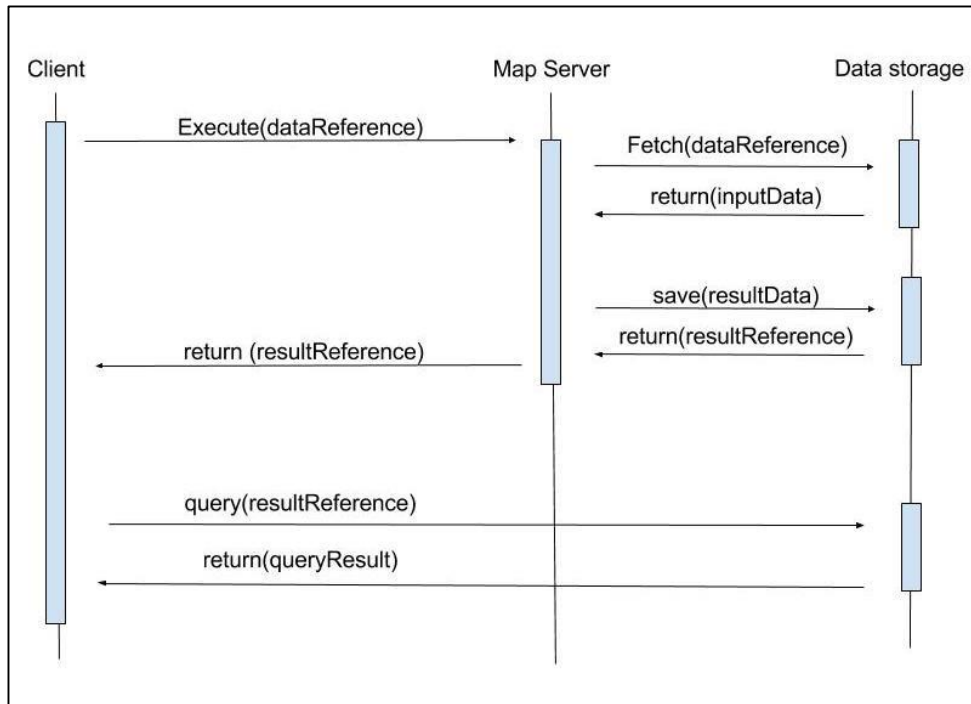 Client
Map Server
Data storage
Execute(dataReference)
Fetch(dataReference)
return(inputData)
save(resultData)
return(resultReference)
return (resultReference)
query(resultReference)
return(queryResult)